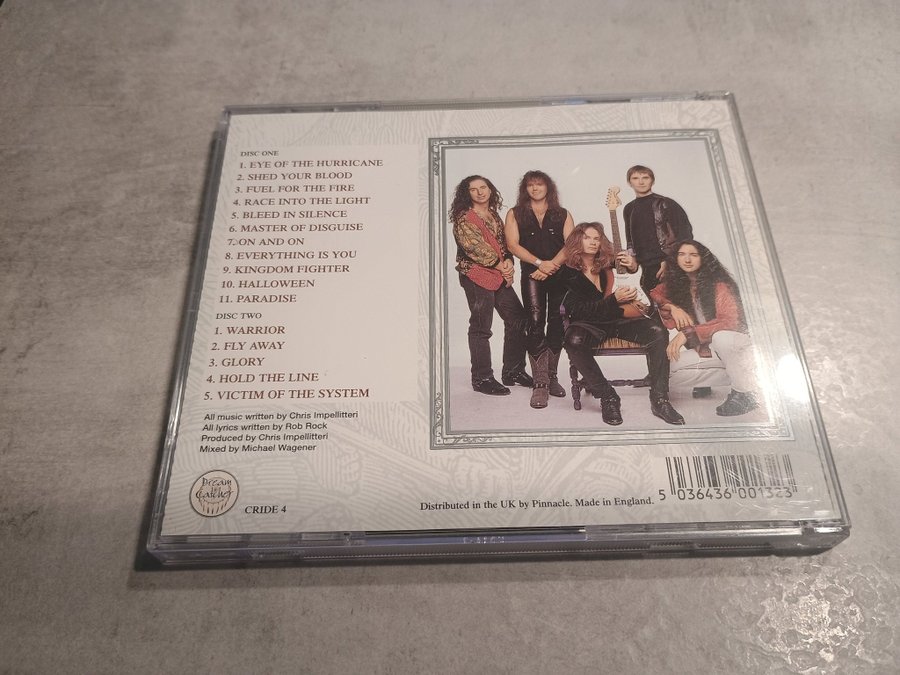 DISC ONE
1. EYE OF THE HURRICANE
2. SHED YOUR BLOOD
3. FUEL FOR THE FIRE
4. RACE INTO THE LIGHT
5. BLEED IN SILENCE
6. MASTER OF DISGUISE
7. ON AND ON
8. EVERYTHING IS YOU
9. KINGDOM FIGHTER
10. HALLOWEEN
11. PARADISE
DISC TWO
1. WARRIOR
2. FLY AWAY
3. GLORY
4. HOLD THE LINE
5. VICTIM OF THE SYSTEM
All music written by Chris Impellitteri
All lyrics written by Rob Rock
Produced by Chris Impellitteri
Mixed by Michael Wagener
Dream
Catcher
CRIDE 4
Distributed in the UK by Pinnacle. Made in England.
5 036436 001323